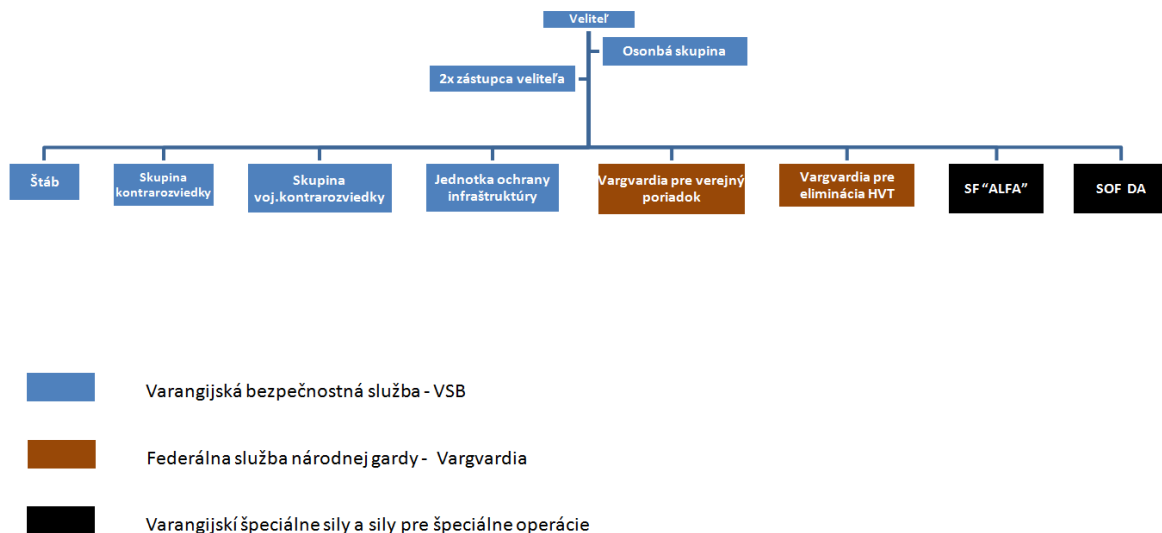 Veliteľ
Osonbá skupina
2x zástupca veliteľa
Štáb
Skupina
kontrarozviedky
Skupina
voj.kontrarozviedky
Jednotka ochrany
infraštruktúry
Vargvardia pre verejný
poriadok
Vargvardia pre
eliminácia HVT
SF “ALFA”
SOF DA
Varangijská bezpečnostná služba - VSB
Federálna služba národnej gardy - Vargvardia
Varangijskí špeciálne sily a sily pre špeciálne operácie